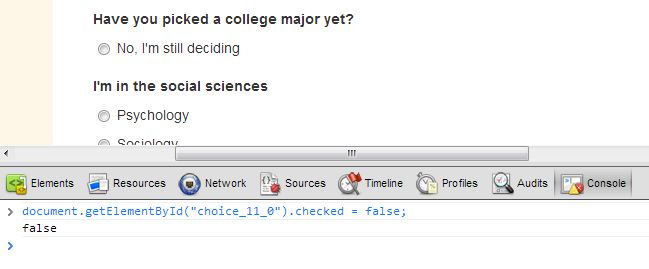 Have you picked a college major yet?
No, I'm still deciding
I'm in the social sciences
Psychology
Sociology
Elements Resources Network Sources Timeline Profiles Audits Console
document.getElementById("choice_11_0").checked = false;
false